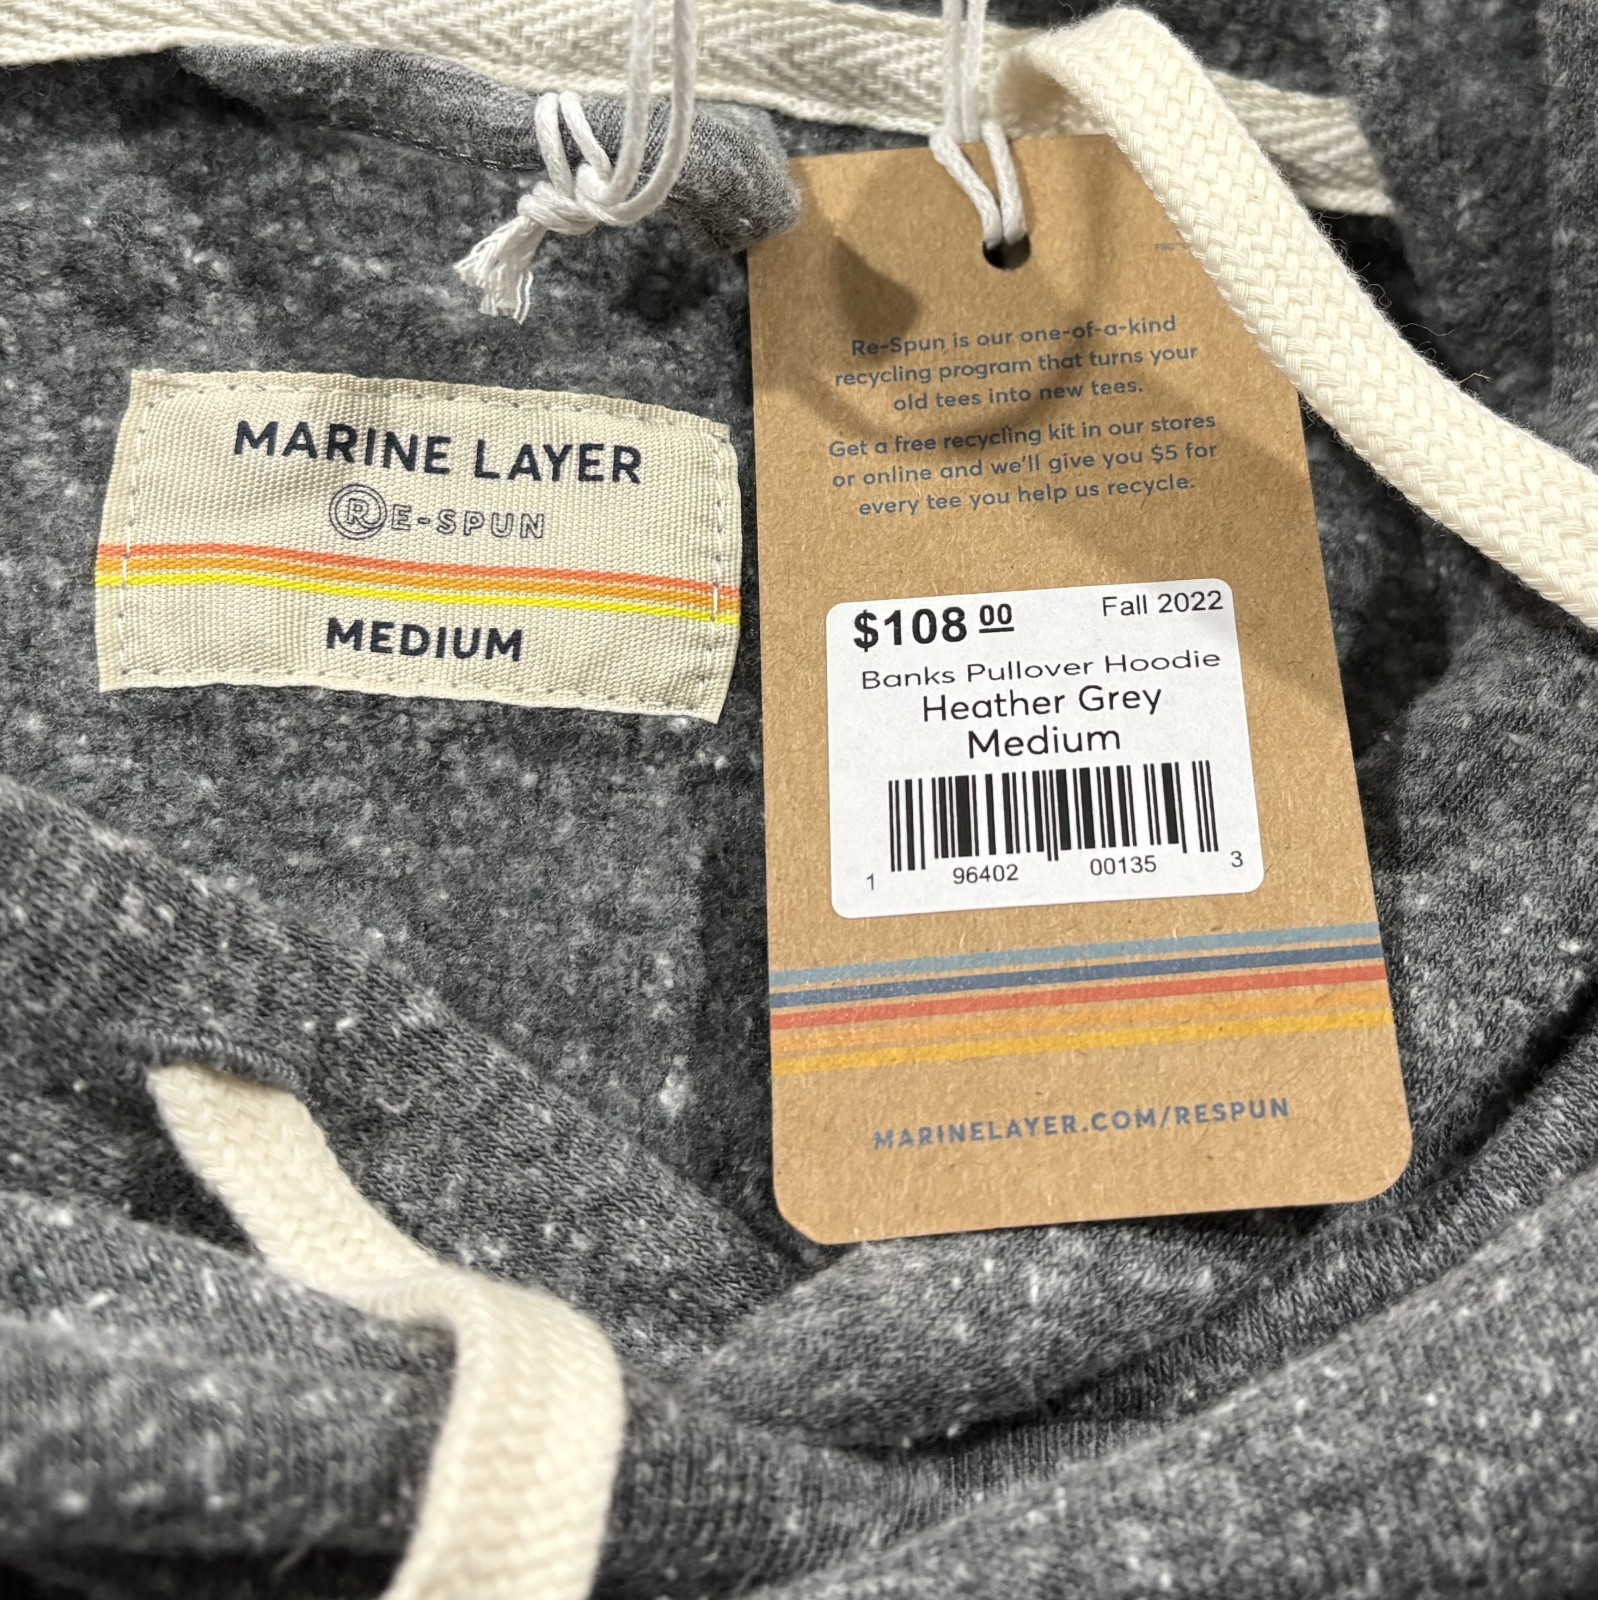 MARINE LAYER
RE-SPUN
MEDIUM
FSC
Re-Spun is our one-of-a-kind
recycling program that turns your
old tees into new tees.
Get a free recycling kit in our stores
or online and we'll give you $5 for
every tee you help us recycle.
$108 00 Fall 2022
Banks Pullover Hoodie
Heather Grey
Medium
1 96402 00135 3
MARINELAYER.COM/RESPUN